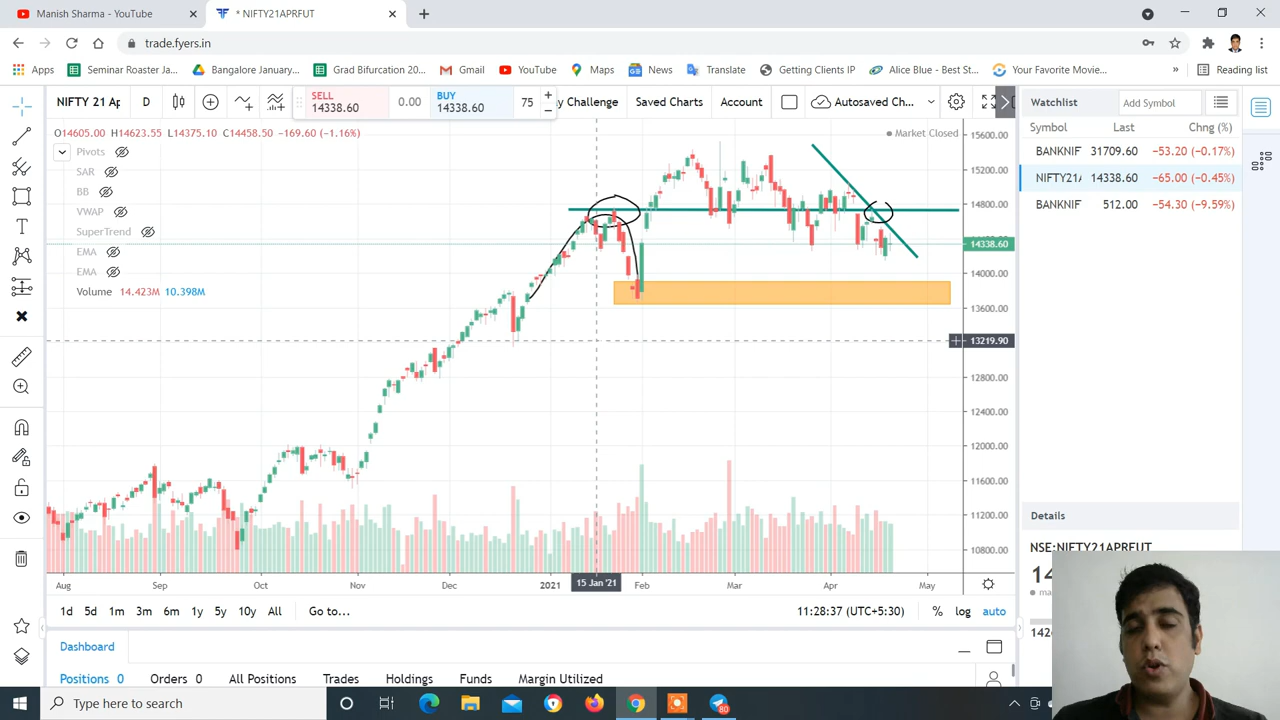 Manish Sharma - YouTube
* NIFTY21APRFUT
trade.fyers.in
Apps
Seminar Roaster Ja...
Bangalore January...
Grad Bifurcation 20...
Gmail
YouTube
Maps
News
Translate
Getting Clients IP
Alice Blue - Best St...
Your Favorite Movie...
»
Reading list
NIFTY 21 Ap
D
SELL
14338.60
0.00
BUY
14338.60
75
y Challenge
Saved Charts
Account
Autosaved Ch...
Watchlist
Add Symbol
Symbol Last Chng (%)
BANKNIF 31709.60 −53.20 (−0.17%)
NIFTY21A 14338.60 −65.00 (−0.45%)
BANKNIF 512.00 −54.30 (−9.59%)
O14605.00 H14623.55 L14375.10 C14458.50 −169.60 (−1.16%)
Market Closed
Pivots
SAR
BB
VWAP
SuperTrend
EMA
EMA
Volume 14.423M 10.398M
15600.00
15200.00
14800.00
14338.60
14000.00
13600.00
13219.90
12800.00
12400.00
12000.00
11600.00
11200.00
10800.00
Aug Sep Oct Nov Dec 2021 15 Jan '21 Feb Mar Apr May
1d 5d 1m 3m 6m 1y 5y 10y All Go to...
11:28:37 (UTC+5:30) % log auto
Details
NSE:NIFTY21APRFUT
Dashboard
Positions 0 Orders 0 All Positions Trades Holdings Funds Margin Utilized
Type here to search
80